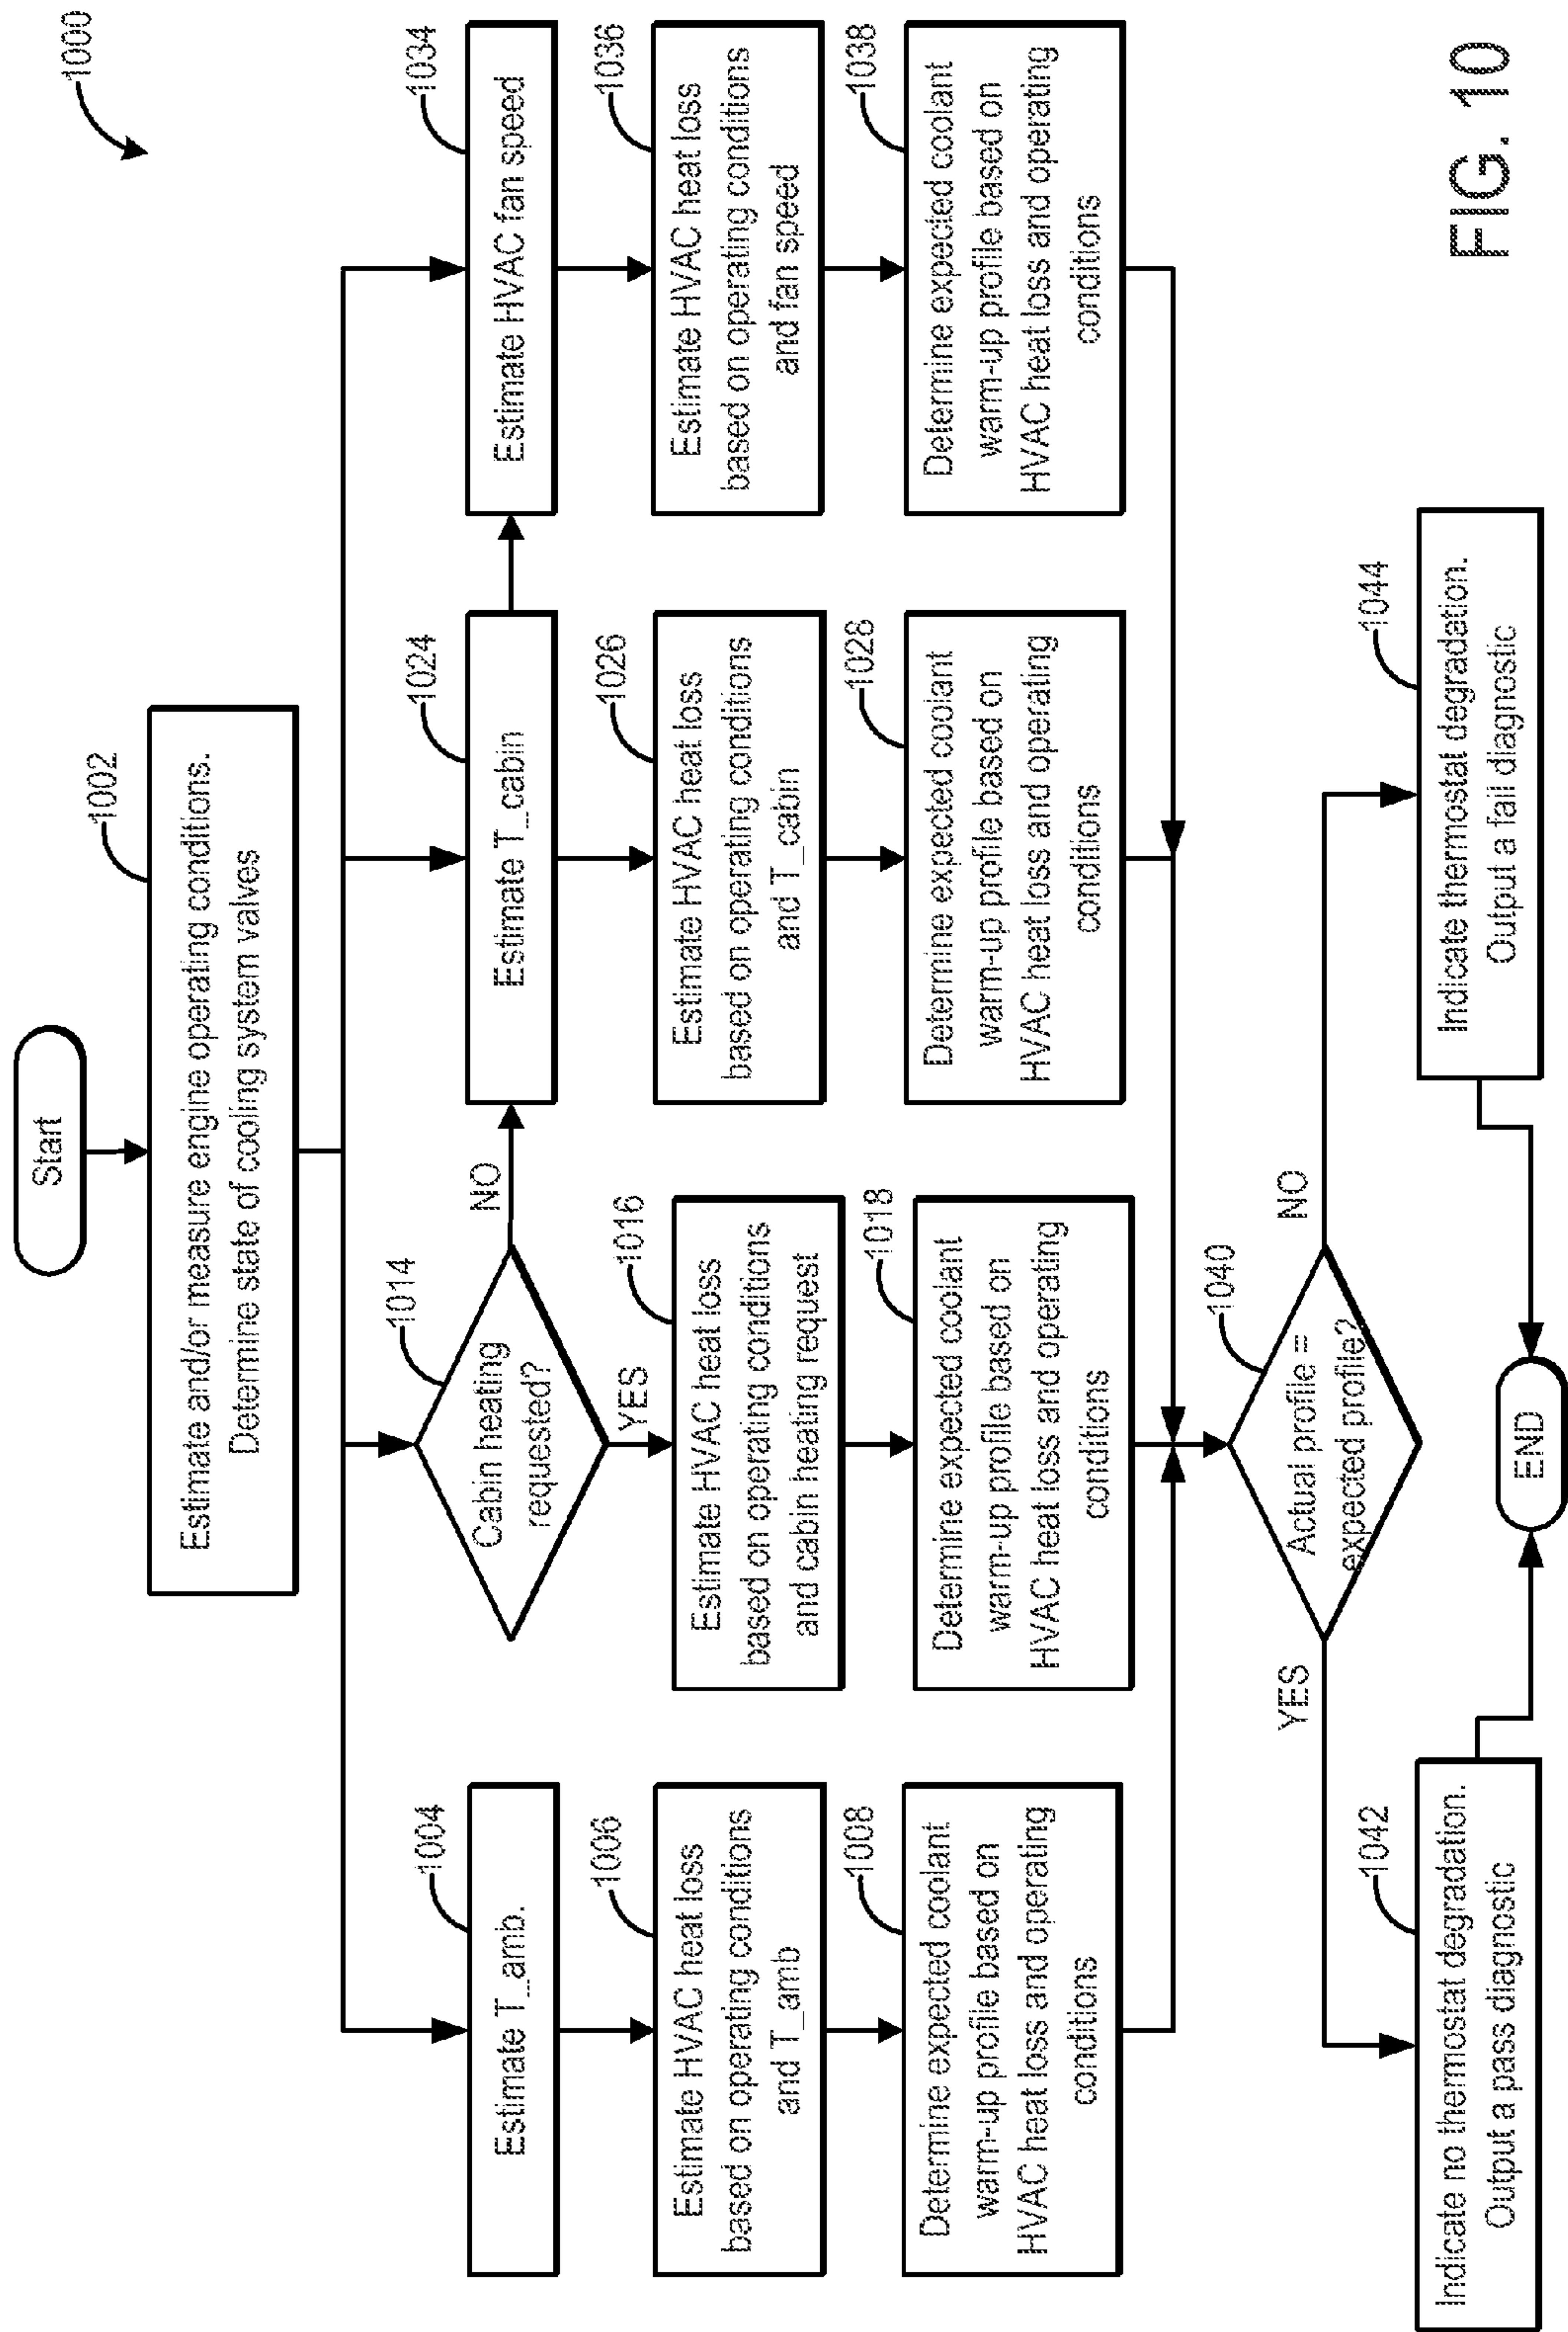 1000
Start
1002
Estimate and/or measure engine operating conditions.
Determine state of cooling system valves
1004
Estimate T_amb.
1006
Estimate HVAC heat loss
based on operating conditions
and T_amb
1008
Determine expected coolant
warm-up profile based on
HVAC heat loss and operating
conditions
1014
Cabin heating
requested?
NO
YES
1016
Estimate HVAC heat loss
based on operating conditions
and cabin heating request
1018
Determine expected coolant
warm-up profile based on
HVAC heat loss and operating
conditions
1024
Estimate T_cabin
1026
Estimate HVAC heat loss
based on operating conditions
and T_cabin
1028
Determine expected coolant
warm-up profile based on
HVAC heat loss and operating
conditions
1034
Estimate HVAC fan speed
1036
Estimate HVAC heat loss
based on operating conditions
and fan speed
1038
Determine expected coolant
warm-up profile based on
HVAC heat loss and operating
conditions
1040
Actual profile =
expected profile?
YES
NO
1042
Indicate no thermostat degradation.
Output a pass diagnostic
1044
Indicate thermostat degradation.
Output a fail diagnostic
END
FIG. 10